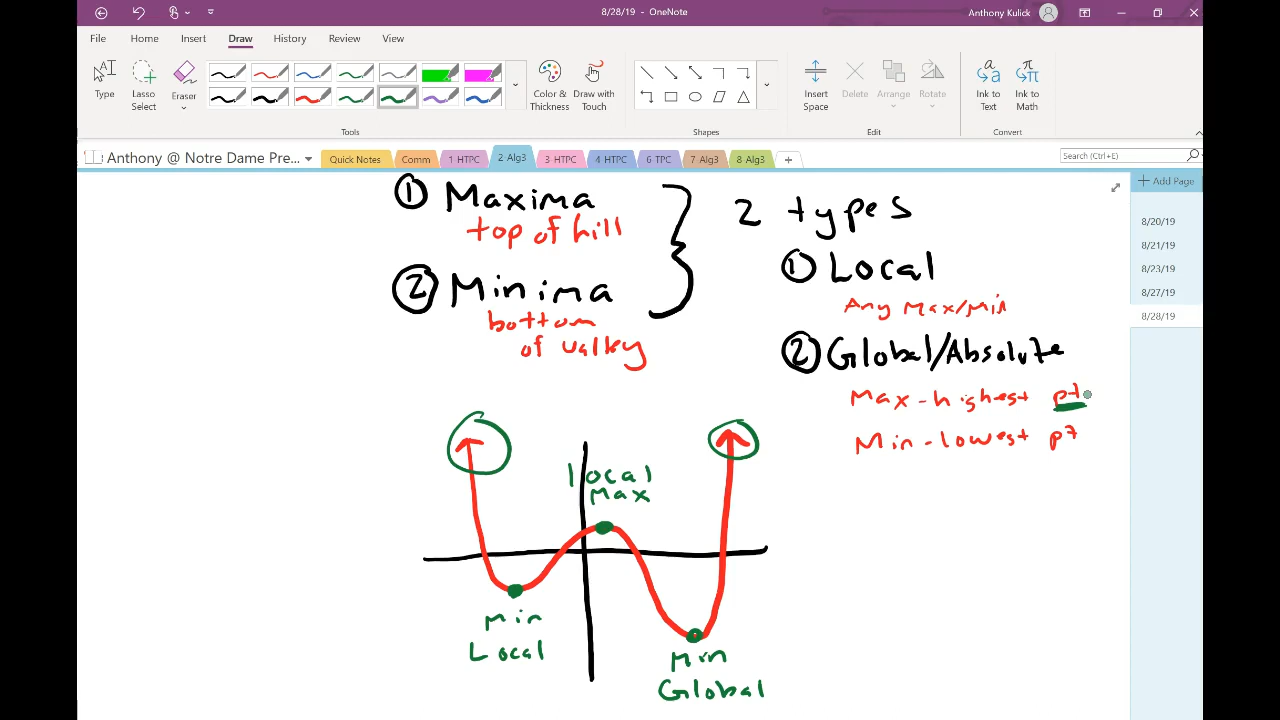 8/28/19 - OneNote
Anthony Kulick
File Home Insert Draw History Review View
Type
Lasso Select
Eraser
Color & Thickness
Draw with Touch
Insert Space
Delete
Arrange
Rotate
Ink to Text
Ink to Math
Tools
Shapes
Edit
Convert
Anthony @ Notre Dame Pre...
Quick Notes Comm 1 HTPC 2 Alg3 3 HTPC 4 HTPC 6 TPC 7 Alg3 8 Alg3 +
Search (Ctrl+E)
+ Add Page
8/20/19
8/21/19
8/23/19
8/27/19
8/28/19
① Maxima
top of hill
② Minima
bottom
of valley
2 types
① Local
Any Max/Min
② Global/Absolute
Max - highest pt
Min - lowest pt
Local
Max
Min
Local
Min
Global